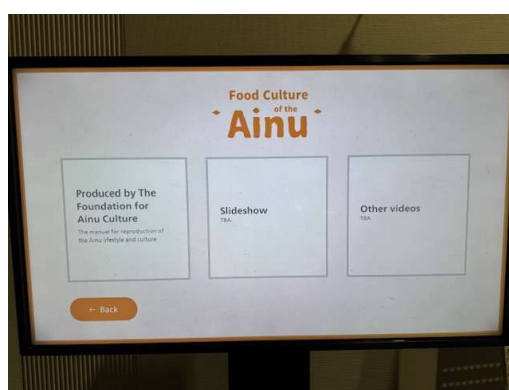 Food Culture
of the
Ainu
Produced by The
Foundation for
Ainu Culture
The manual for reproduction of
the Ainu lifestyle and culture
Slideshow
TBA
Other videos
TBA
← Back